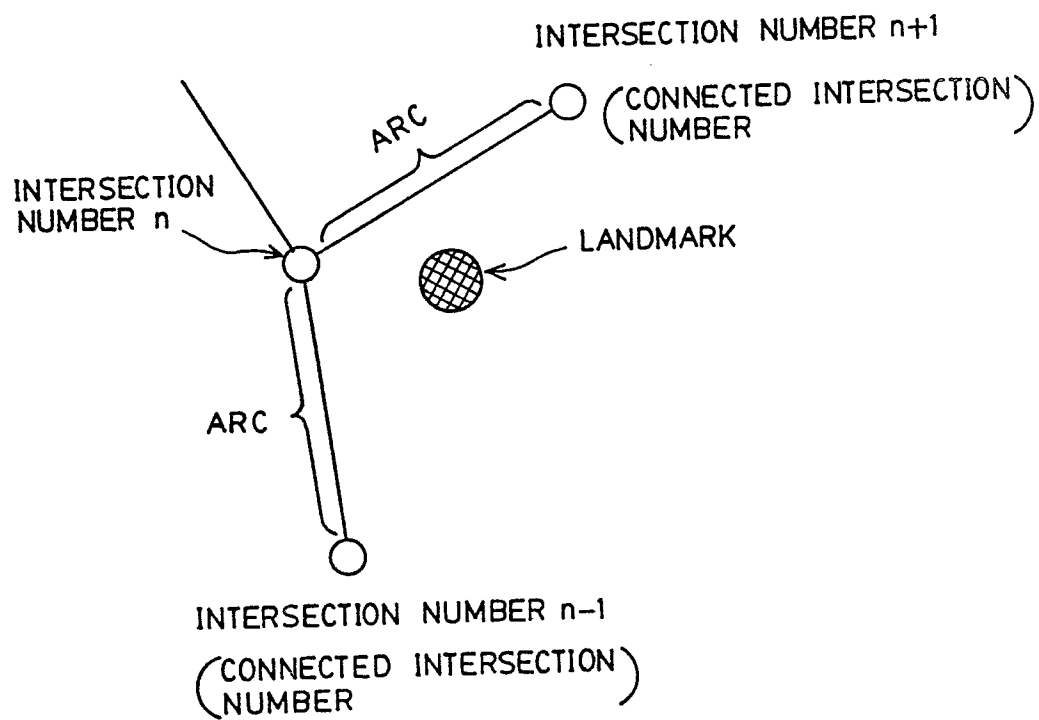 INTERSECTION NUMBER n+1
(CONNECTED INTERSECTION
NUMBER)
ARC
INTERSECTION
NUMBER n
LANDMARK
ARC
INTERSECTION NUMBER n-1
(CONNECTED INTERSECTION
NUMBER)